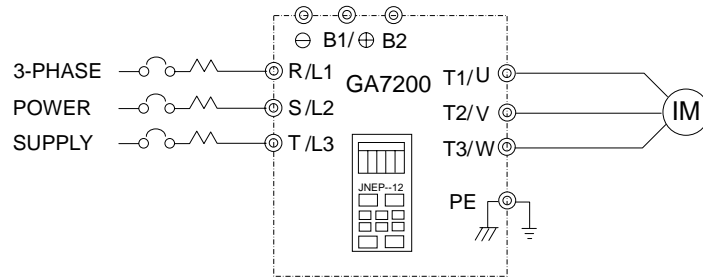 ⊖ B1/⊕ B2
3-PHASE
POWER
SUPPLY
R/L1
S/L2
T/L3
GA7200
JNEP--12
T1/U
T2/V
T3/W
PE
IM